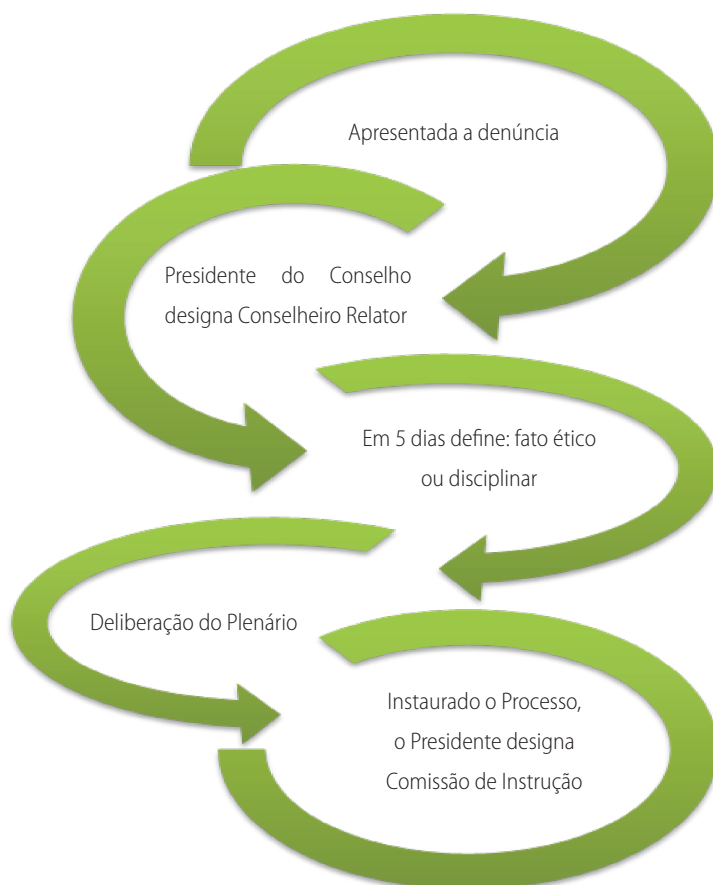 Apresentada a denúncia
Presidente do Conselho
designa Conselheiro Relator
Em 5 dias define: fato ético
ou disciplinar
Deliberação do Plenário
Instaurado o Processo,
o Presidente designa
Comissão de Instrução